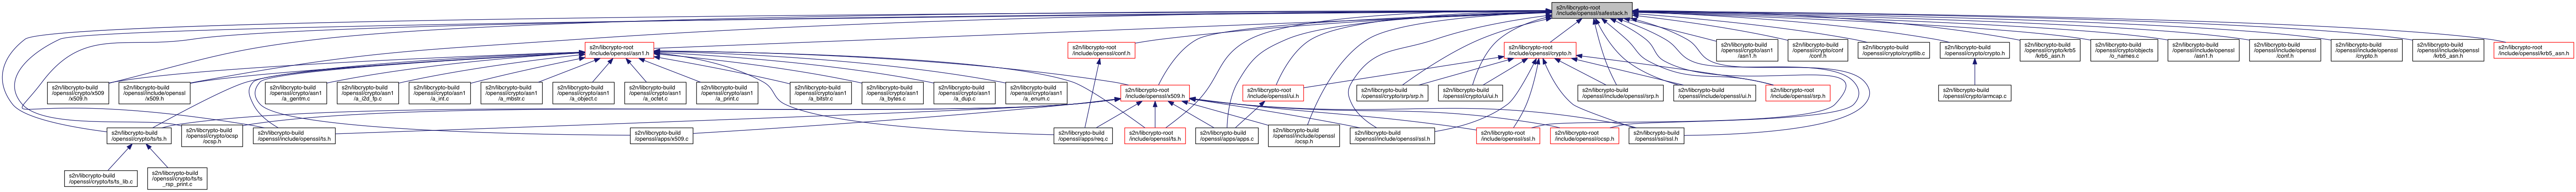 s2n/libcrypto-root
/include/openssl/safestack.h
s2n/libcrypto-root
/include/openssl/asn1.h
s2n/libcrypto-root
/include/openssl/conf.h
s2n/libcrypto-root
/include/openssl/crypto.h
s2n/libcrypto-build
/openssl/crypto/asn1
/asn1.h
s2n/libcrypto-build
/openssl/crypto/conf
/conf.h
s2n/libcrypto-build
/openssl/crypto/cryptlib.c
s2n/libcrypto-build
/openssl/crypto/crypto.h
s2n/libcrypto-build
/openssl/crypto/krb5
/krb5_asn.h
s2n/libcrypto-build
/openssl/crypto/objects
/o_names.c
s2n/libcrypto-build
/openssl/include/openssl
/asn1.h
s2n/libcrypto-build
/openssl/include/openssl
/conf.h
s2n/libcrypto-build
/openssl/include/openssl
/crypto.h
s2n/libcrypto-build
/openssl/include/openssl
/krb5_asn.h
s2n/libcrypto-root
/include/openssl/krb5_asn.h
s2n/libcrypto-build
/openssl/crypto/x509
/x509.h
s2n/libcrypto-build
/openssl/include/openssl
/x509.h
s2n/libcrypto-build
/openssl/crypto/asn1
/a_gentm.c
s2n/libcrypto-build
/openssl/crypto/asn1
/a_i2d_fp.c
s2n/libcrypto-build
/openssl/crypto/asn1
/a_int.c
s2n/libcrypto-build
/openssl/crypto/asn1
/a_mbstr.c
s2n/libcrypto-build
/openssl/crypto/asn1
/a_object.c
s2n/libcrypto-build
/openssl/crypto/asn1
/a_octet.c
s2n/libcrypto-build
/openssl/crypto/asn1
/a_print.c
s2n/libcrypto-build
/openssl/crypto/asn1
/a_bitstr.c
s2n/libcrypto-build
/openssl/crypto/asn1
/a_bytes.c
s2n/libcrypto-build
/openssl/crypto/asn1
/a_dup.c
s2n/libcrypto-build
/openssl/crypto/asn1
/a_enum.c
s2n/libcrypto-root
/include/openssl/x509.h
s2n/libcrypto-root
/include/openssl/ui.h
s2n/libcrypto-build
/openssl/crypto/srp/srp.h
s2n/libcrypto-build
/openssl/crypto/ui/ui.h
s2n/libcrypto-build
/openssl/include/openssl/srp.h
s2n/libcrypto-build
/openssl/include/openssl/ui.h
s2n/libcrypto-root
/include/openssl/srp.h
s2n/libcrypto-build
/openssl/crypto/armcap.c
s2n/libcrypto-build
/openssl/crypto/ts/ts.h
s2n/libcrypto-build
/openssl/crypto/ocsp
/ocsp.h
s2n/libcrypto-build
/openssl/include/openssl/ts.h
s2n/libcrypto-build
/openssl/apps/x509.c
s2n/libcrypto-build
/openssl/apps/req.c
s2n/libcrypto-root
/include/openssl/ts.h
s2n/libcrypto-build
/openssl/apps/apps.c
s2n/libcrypto-build
/openssl/include/openssl
/ocsp.h
s2n/libcrypto-build
/openssl/include/openssl/ssl.h
s2n/libcrypto-root
/include/openssl/ssl.h
s2n/libcrypto-root
/include/openssl/ocsp.h
s2n/libcrypto-build
/openssl/ssl/ssl.h
s2n/libcrypto-build
/openssl/crypto/ts/ts_lib.c
s2n/libcrypto-build
/openssl/crypto/ts/ts
_rsp_print.c